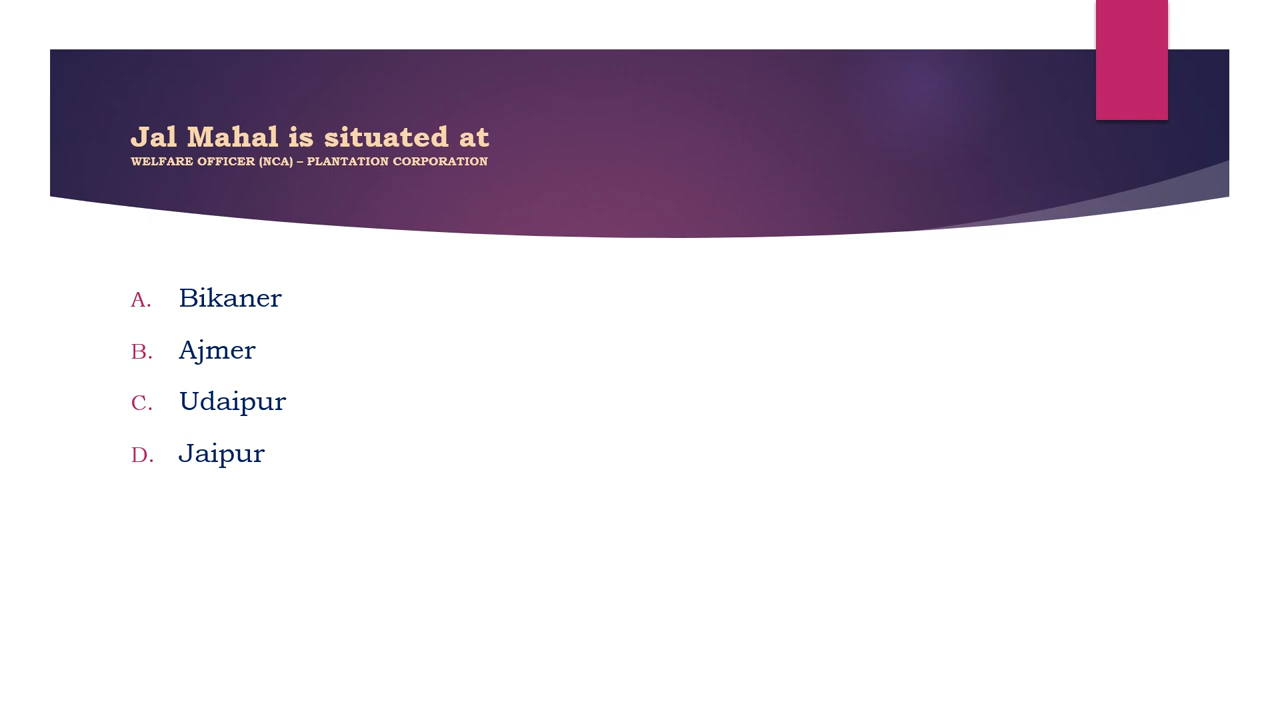 Jal Mahal is situated at
WELFARE OFFICER (NCA) – PLANTATION CORPORATION
A. Bikaner
B. Ajmer
C. Udaipur
D. Jaipur